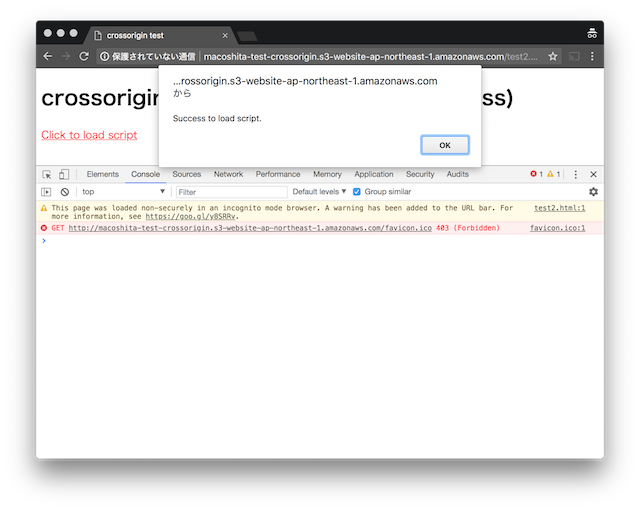 crossorigin test
保護されていない通信 macoshita-test-crossorigin.s3-website-ap-northeast-1.amazonaws.com/test2....
crossorigin ss)
Click to load script
...rossorigin.s3-website-ap-northeast-1.amazonaws.com
から
Success to load script.
OK
Elements Console Sources Network Performance Memory Application Security Audits 1 1
top Filter Default levels ▼ Group similar
This page was loaded non-securely in an incognito mode browser. A warning has been added to the URL bar. For test2.html:1
more information, see https://goo.gl/y8SRRv.
GET http://macoshita-test-crossorigin.s3-website-ap-northeast-1.amazonaws.com/favicon.ico 403 (Forbidden) favicon.ico:1